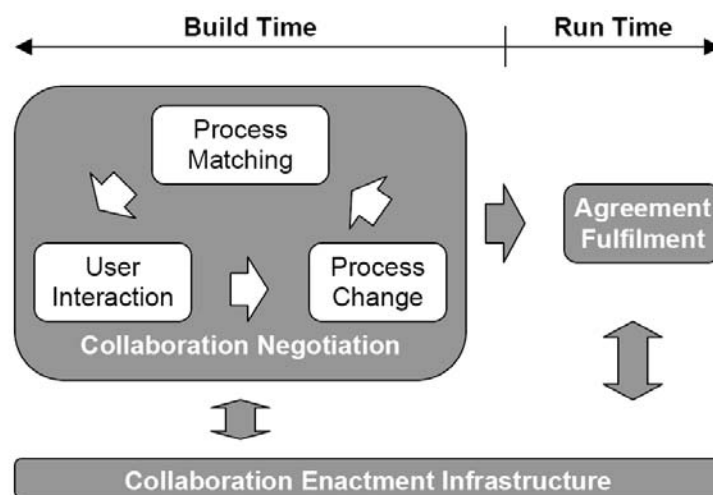 Build Time
Run Time
Process
Matching
User
Interaction
Process
Change
Collaboration Negotiation
Agreement
Fulfilment
Collaboration Enactment Infrastructure